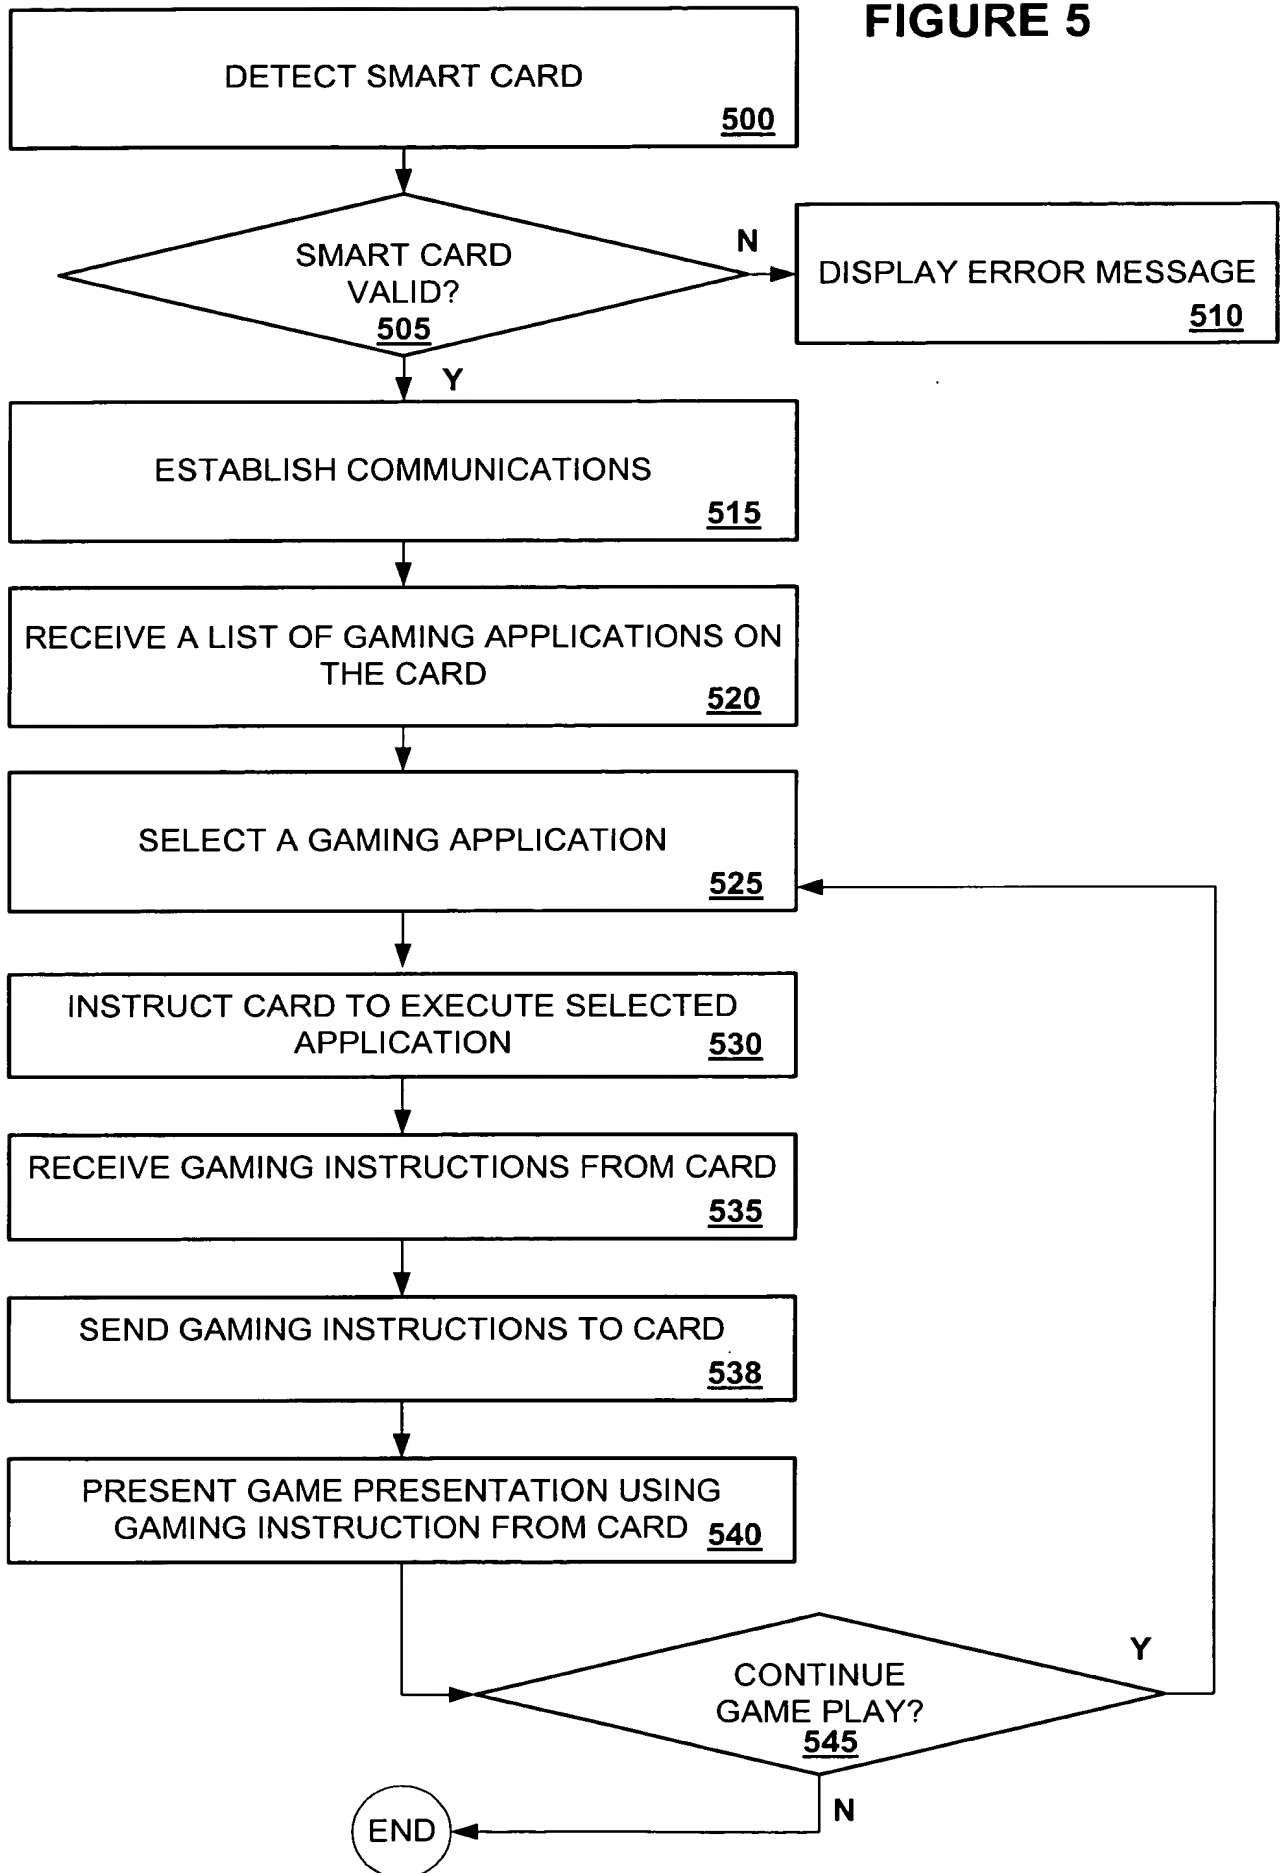 FIGURE 5
DETECT SMART CARD
500
SMART CARD
VALID?
505
N
DISPLAY ERROR MESSAGE
510
Y
ESTABLISH COMMUNICATIONS
515
RECEIVE A LIST OF GAMING APPLICATIONS ON
THE CARD
520
SELECT A GAMING APPLICATION
525
INSTRUCT CARD TO EXECUTE SELECTED
APPLICATION
530
RECEIVE GAMING INSTRUCTIONS FROM CARD
535
SEND GAMING INSTRUCTIONS TO CARD
538
PRESENT GAME PRESENTATION USING
GAMING INSTRUCTION FROM CARD
540
Y
CONTINUE
GAME PLAY?
545
N
END